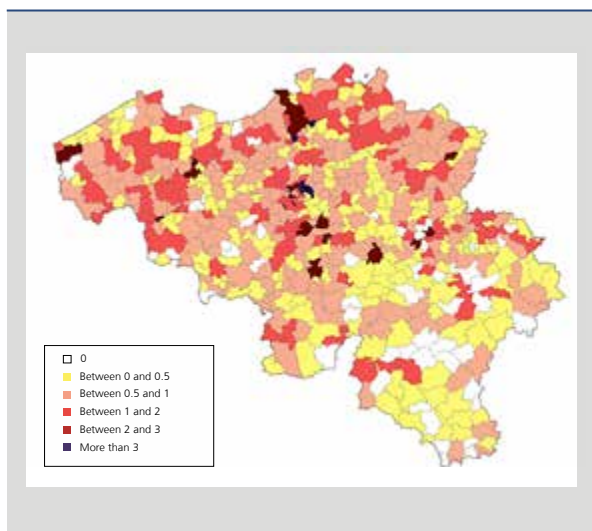 0
Between 0 and 0.5
Between 0.5 and 1
Between 1 and 2
Between 2 and 3
More than 3